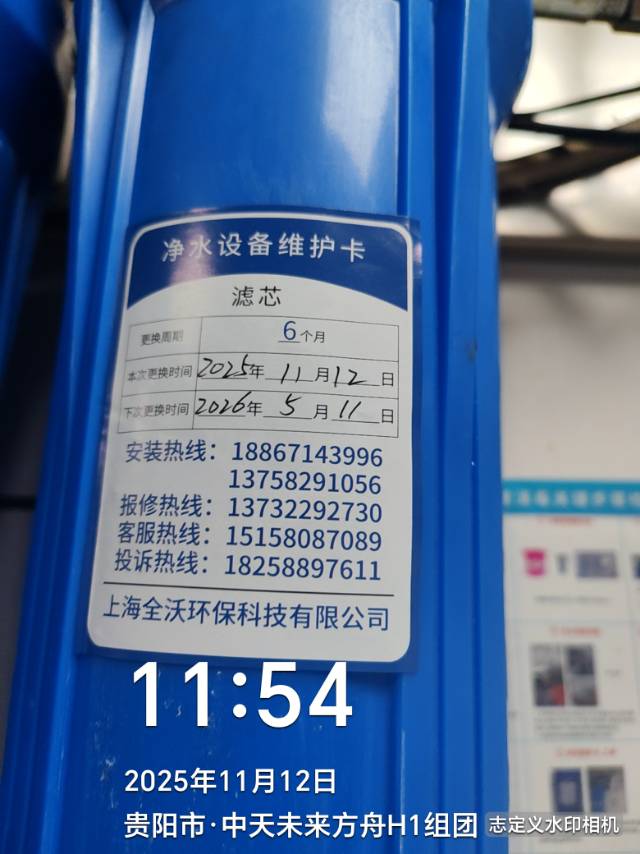 净水设备维护卡
滤芯
更换周期 6个月
本次更换时间 2025年 11月12日
下次更换时间 2026年 5月11日
安装热线：18867143996
13758291056
报修热线：13732292730
客服热线：15158087089
投诉热线：18258897611
上海全沃环保科技有限公司
11:54
2025年11月12日
贵阳市·中天未来方舟H1组团
志定义水印相机